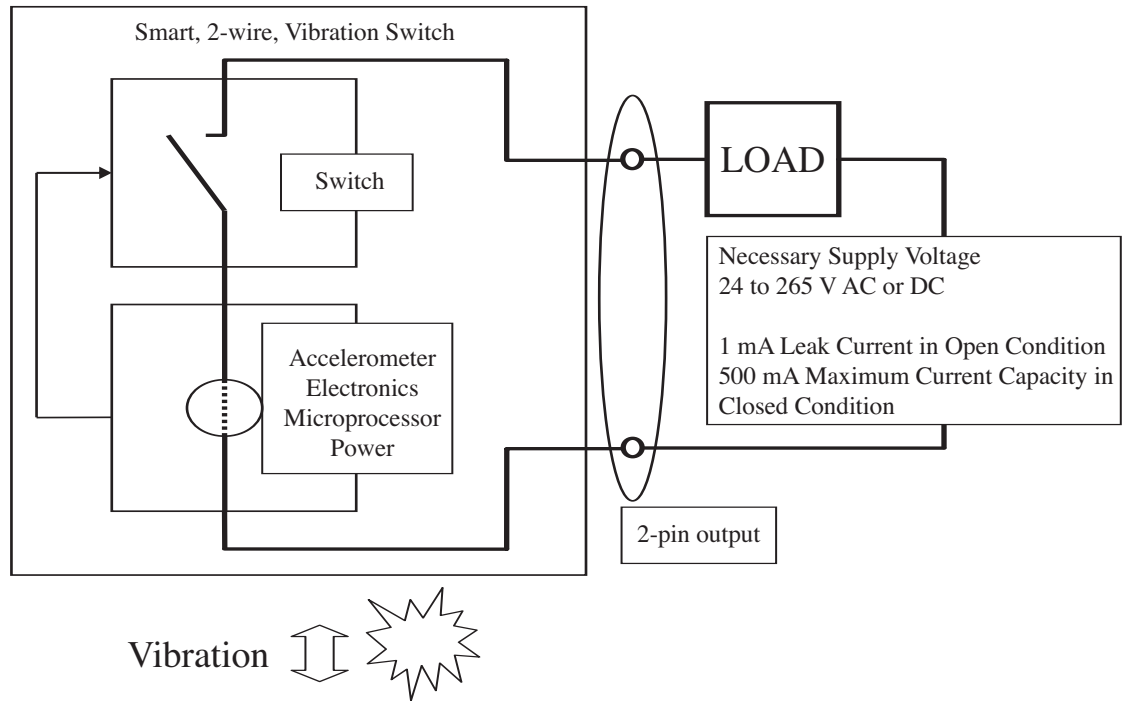 Smart, 2-wire, Vibration Switch
Switch
LOAD
Necessary Supply Voltage
24 to 265 V AC or DC
1 mA Leak Current in Open Condition
500 mA Maximum Current Capacity in
Closed Condition
Accelerometer
Electronics
Microprocessor
Power
2-pin output
Vibration